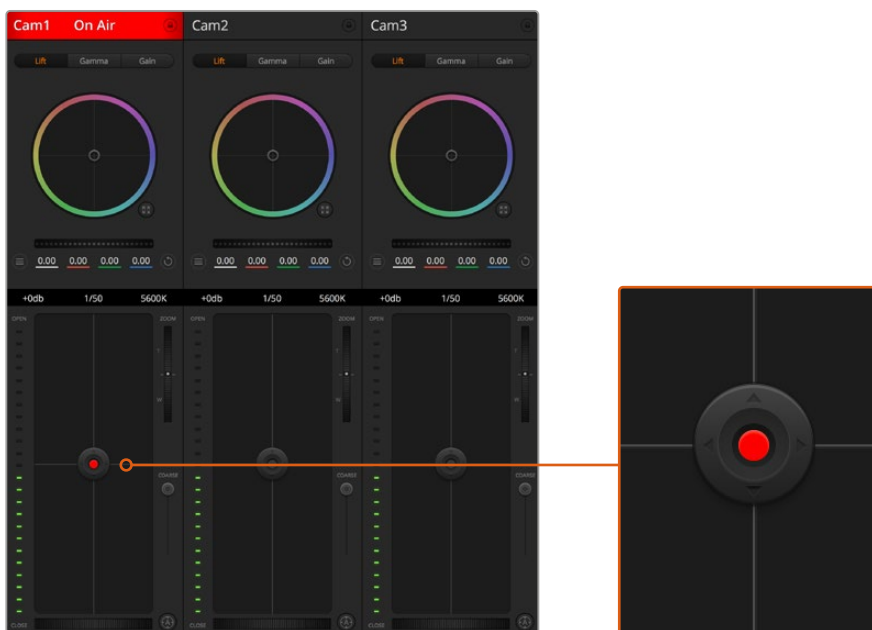 Cam1 On Air Cam2 Cam3
Lift Gamma Gain Lift Gamma Gain Lift Gamma Gain
0.00 0.00 0.00 0.00 0.00 0.00 0.00 0.00 0.00 0.00 0.00 0.00
+0db 1/50 5600K +0db 1/50 5600K +0db 1/50 5600K
OPEN ZOOM OPEN ZOOM OPEN ZOOM
T T T
W W W
COARSE COARSE COARSE
CLOSE A CLOSE A CLOSE A